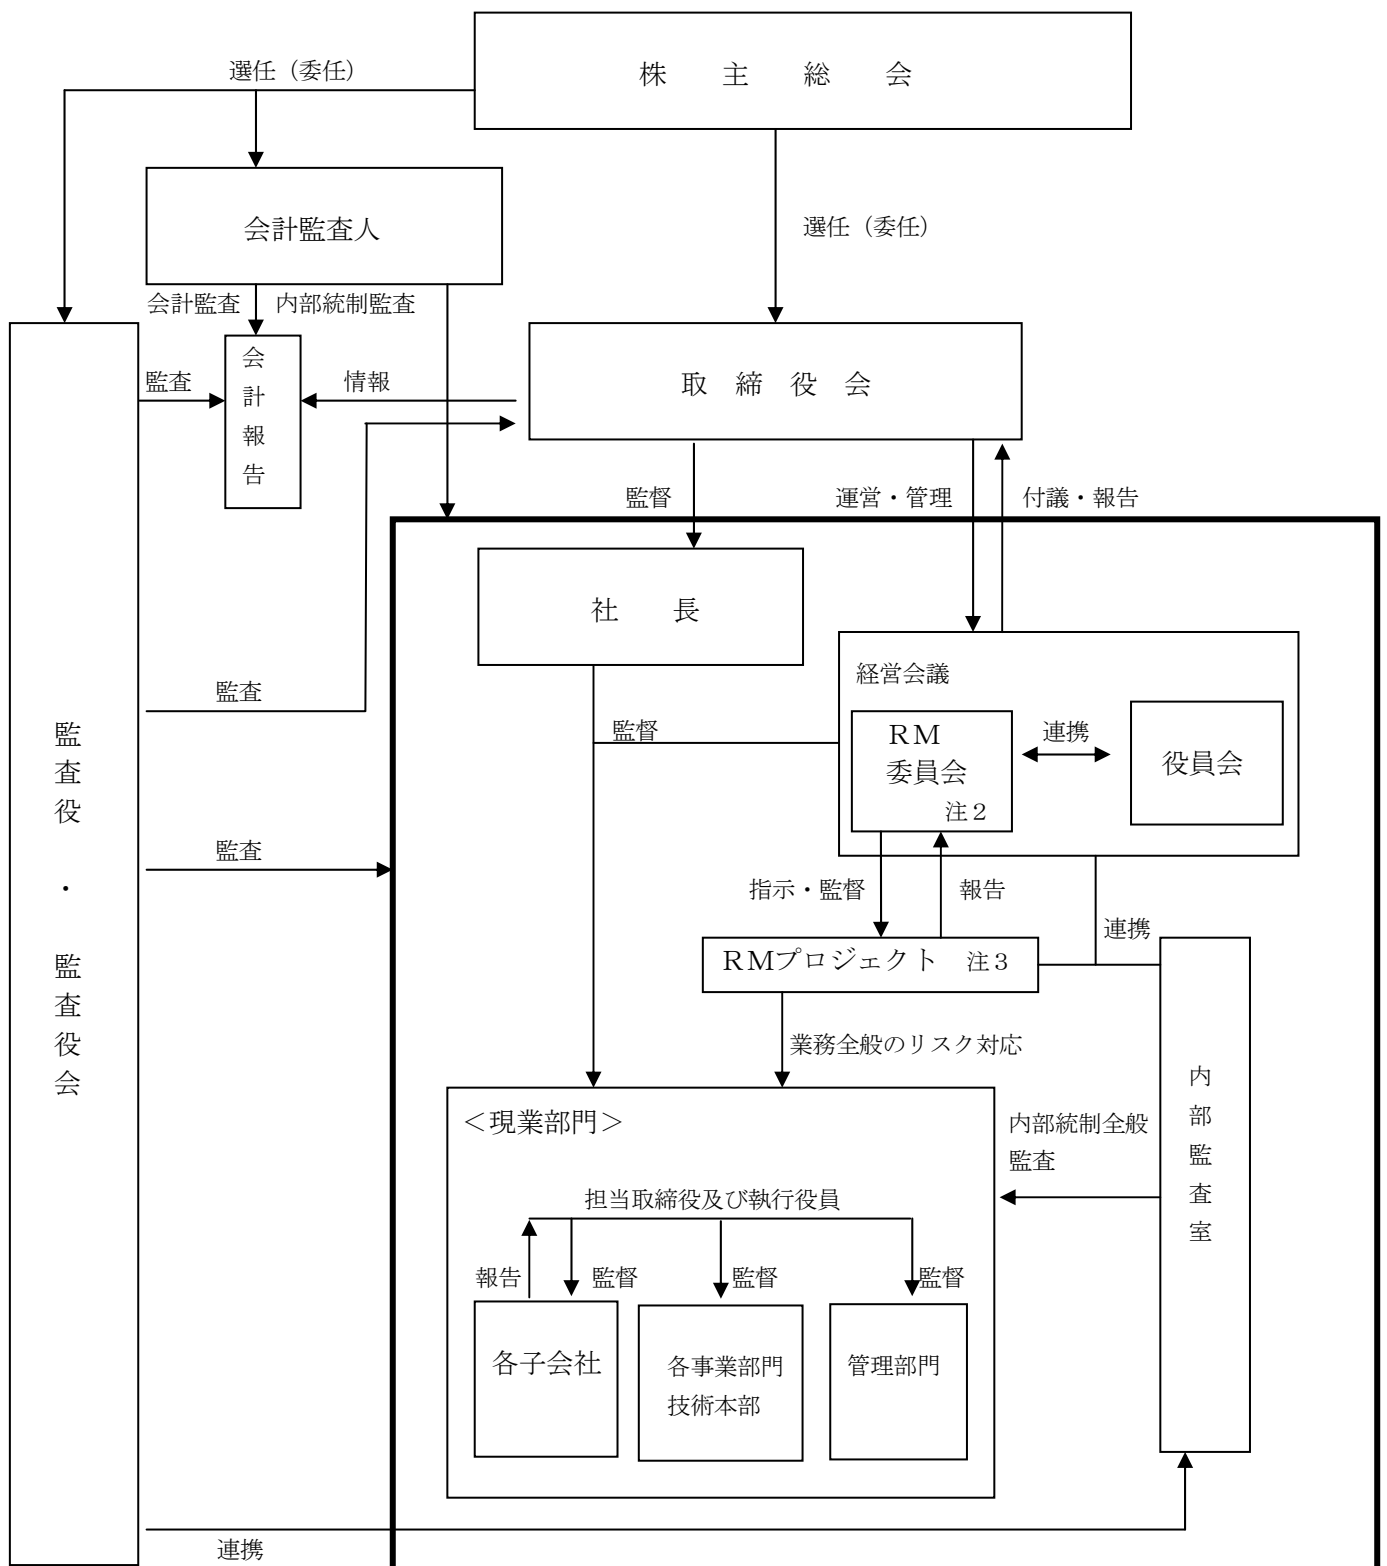 株　主　総　会
選任（委任）
会計監査人
選任（委任）
会計監査
内部統制監査
会計報告
監査
情報
取　締　役　会
監督
運営・管理
付議・報告
社　長
経営会議
監査
監督
RM
委員会
注２
連携
役員会
監査役　・　監査役会
監査
指示・監督
報告
連携
RMプロジェクト　注３
業務全般のリスク対応
内部監査室
＜現業部門＞
内部統制全般
監査
担当取締役及び執行役員
報告
監督
監督
監督
各子会社
各事業部門
技術本部
管理部門
連携